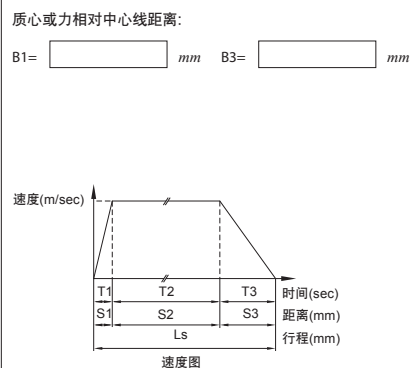 质心或力相对中心线距离:
B1= mm B3= mm
速度(m/sec)
T1 T2 T3 时间(sec)
S1 S2 S3 距离(mm)
Ls 行程(mm)
速度图